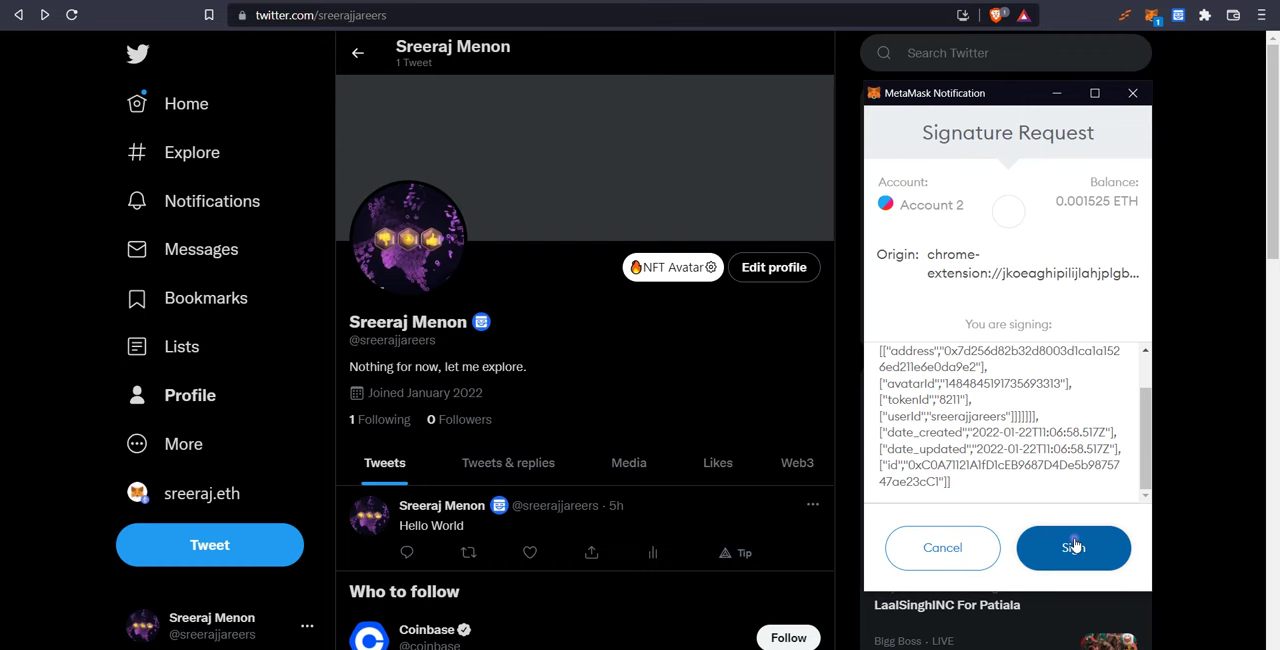 twitter.com/sreerajjareers
1
1
Home
Explore
Notifications
Messages
Bookmarks
Lists
Profile
More
sreeraj.eth
Tweet
Sreeraj Menon
@sreerajjareers
Sreeraj Menon
1 Tweet
NFT Avatar
Edit profile
Sreeraj Menon
@sreerajjareers
Nothing for now, let me explore.
Joined January 2022
1 Following 0 Followers
Tweets Tweets & replies Media Likes Web3
Sreeraj Menon @sreerajjareers · 5h
Hello World
Tip
Who to follow
Coinbase
@coinbase
Follow
Search Twitter
MetaMask Notification
Signature Request
Account:
Account 2
Balance:
0.001525 ETH
Origin: chrome-
extension://jkoeaghipilijlahjplgb...
You are signing:
[["address","0x7d256d82b32d8003d1ca1a152
6ed211e6e0da9e2"],
["avatarId","1484845191735693313"],
["tokenId","8211"],
["userId","sreerajjareers"]]]]]]],
["date_created","2022-01-22T11:06:58.517Z"],
["date_updated","2022-01-22T11:06:58.517Z"],
["id","0xC0A71121A1fD1cEB9687D4De5b98757
47ae23cC1"]]
Cancel
Sign
LaalSinghINC For Patiala
Bigg Boss · LIVE